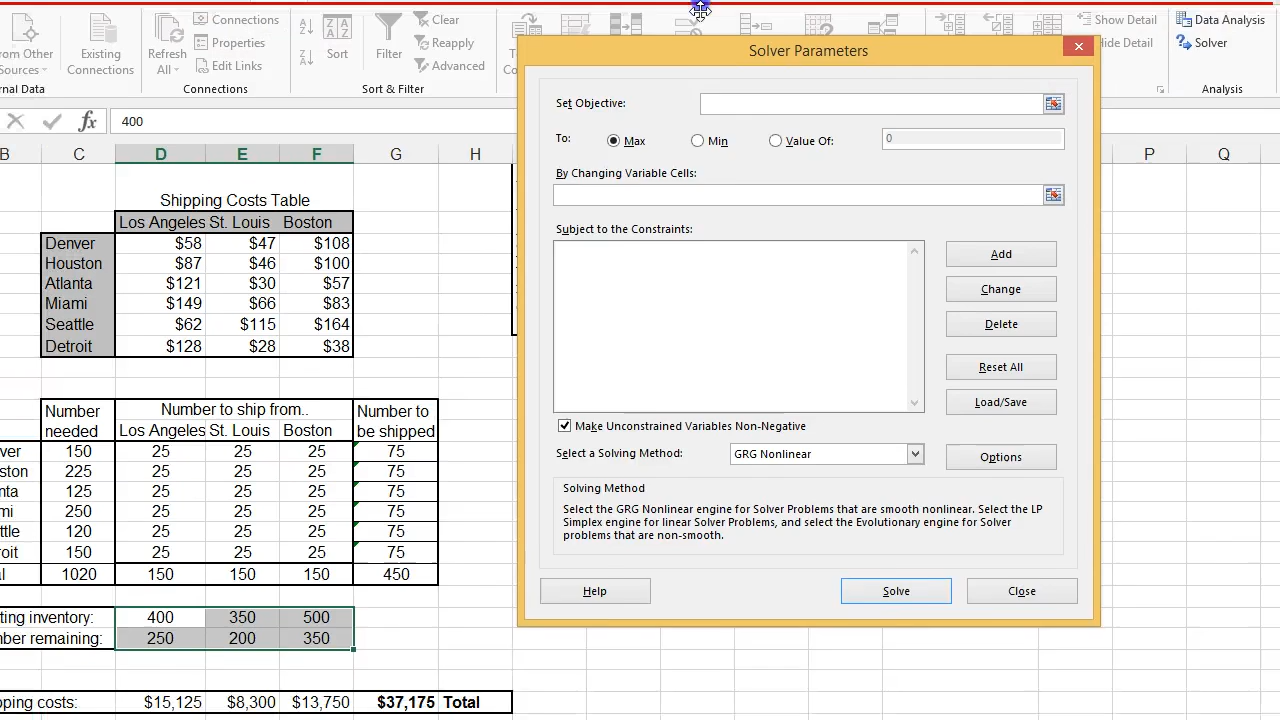 rom Other
Sources
Existing
Connections
Refresh
All
Connections
Properties
Edit Links
Sort
Filter
Clear
Reapply
Advanced
To
C
Show Detail
Hide Detail
Data Analysis
Solver
rnal Data
Connections
Sort & Filter
Analysis
fx 400
B C D E F G H P Q
Shipping Costs Table
Los Angeles St. Louis Boston
Denver $58 $47 $108
Houston $87 $46 $100
Atlanta $121 $30 $57
Miami $149 $66 $83
Seattle $62 $115 $164
Detroit $128 $28 $38
Number Number to ship from.. Number to
needed Los Angeles St. Louis Boston be shipped
ver 150 25 25 25 75
ston 225 25 25 25 75
nta 125 25 25 25 75
mi 250 25 25 25 75
ttle 120 25 25 25 75
roit 150 25 25 25 75
al 1020 150 150 150 450
ting inventory: 400 350 500
mber remaining: 250 200 350
pping costs: $15,125 $8,300 $13,750 $37,175 Total
Solver Parameters
Set Objective:
To: Max Min Value Of: 0
By Changing Variable Cells:
Subject to the Constraints:
Add
Change
Delete
Reset All
Load/Save
Make Unconstrained Variables Non-Negative
Select a Solving Method: GRG Nonlinear Options
Solving Method
Select the GRG Nonlinear engine for Solver Problems that are smooth nonlinear. Select the LP
Simplex engine for linear Solver Problems, and select the Evolutionary engine for Solver
problems that are non-smooth.
Help Solve Close